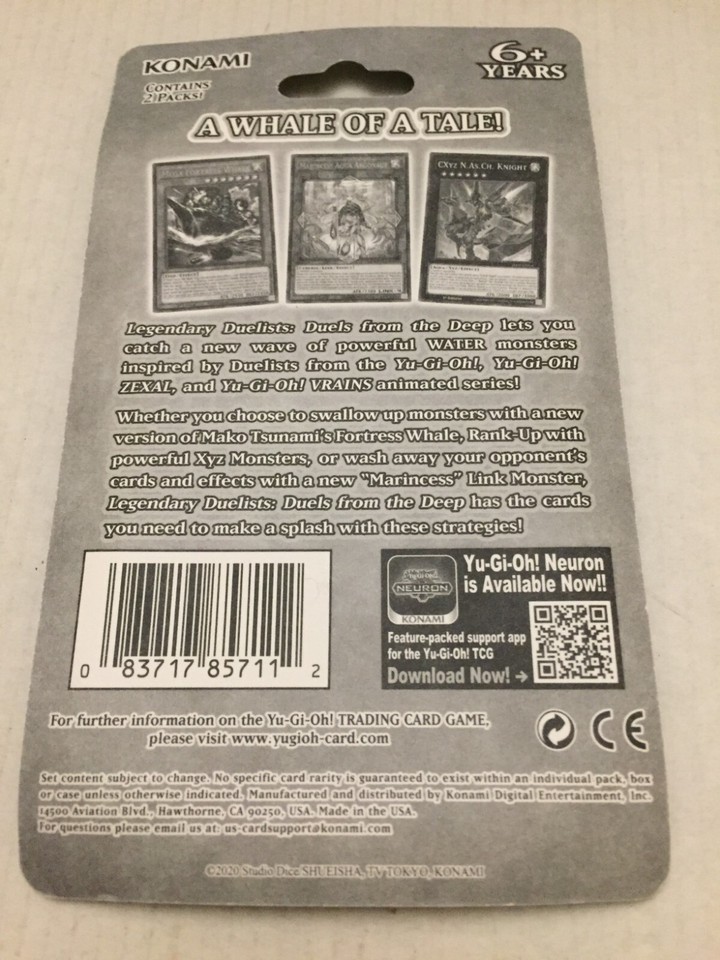 KONAMI
6+
YEARS
CONTAINS
2 PACKS!
A WHALE OF A TALE!
CXYZ N.AS.CH. KNIGHT
Legendary Duelists: Duels from the Deep lets you
catch a new wave of powerful WATER monsters
inspired by Duelists from the Yu-Gi-Oh!, Yu-Gi-Oh!
ZEXAL, and Yu-Gi-Oh! VRAINS animated series!
Whether you choose to swallow up monsters with a new
version of Mako Tsunami's Fortress Whale, Rank-Up with
powerful Xyz Monsters, or wash away your opponent's
cards and effects with a new "Marincess" Link Monster,
Legendary Duelists: Duels from the Deep has the cards
you need to make a splash with these strategies!
0 83717 85711 2
NEURON
KONAMI
Yu-Gi-Oh! Neuron
is Available Now!!
Feature-packed support app
for the Yu-Gi-Oh! TCG
Download Now! →
For further information on the Yu-Gi-Oh! TRADING CARD GAME,
please visit www.yugioh-card.com
CE
Set content subject to change. No specific card rarity is guaranteed to exist within an individual pack, box
or case unless otherwise indicated. Manufactured and distributed by Konami Digital Entertainment, Inc.
14500 Aviation Blvd., Hawthorne, CA 90250, USA. Made in the USA.
For questions please email us at: us-cardsupport@konami.com
©2020 Studio Dice/SHUEISHA, TV TOKYO, KONAMI